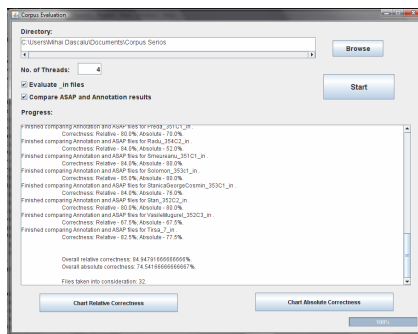 Corpus Evaluation
Directory:
C:\Users\Mihai Dascalu\Documents\Corpus Serios
Browse
No. of Threads: 4
Evaluate _in files
Start
Compare ASAP and Annotation results
Progress:
Finished comparing Annotation and ASAP files for Preda_351C1_in .
Correctness: Relative - 80.0%; Absolute - 70.0%.
Finished comparing Annotation and ASAP files for Radu_354C2_in .
Correctness: Relative - 84.0%; Absolute - 52.0%.
Finished comparing Annotation and ASAP files for Smeureanu_351C1_in .
Correctness: Relative - 84.0%; Absolute - 80.0%.
Finished comparing Annotation and ASAP files for Solomon_353c1_in .
Correctness: Relative - 85.0%; Absolute - 80.0%.
Finished comparing Annotation and ASAP files for StanicaGeorgeCosmin_353C1_in .
Correctness: Relative - 84.0%; Absolute - 76.0%.
Finished comparing Annotation and ASAP files for Stan_352C2_in .
Correctness: Relative - 80.0%; Absolute - 80.0%.
Finished comparing Annotation and ASAP files for VasileMugurel_352C3_in .
Correctness: Relative - 67.5%; Absolute - 67.5%.
Finished comparing Annotation and ASAP files for Tirsa_7_in .
Correctness: Relative - 82.5%; Absolute - 77.5%.
Overall relative correctness: 84.94791666666666%.
Overall absolute correctness: 74.54166666666667%.
Files taken into consideration: 32.
Chart Relative Correctness
Chart Absolute Correctness
100%